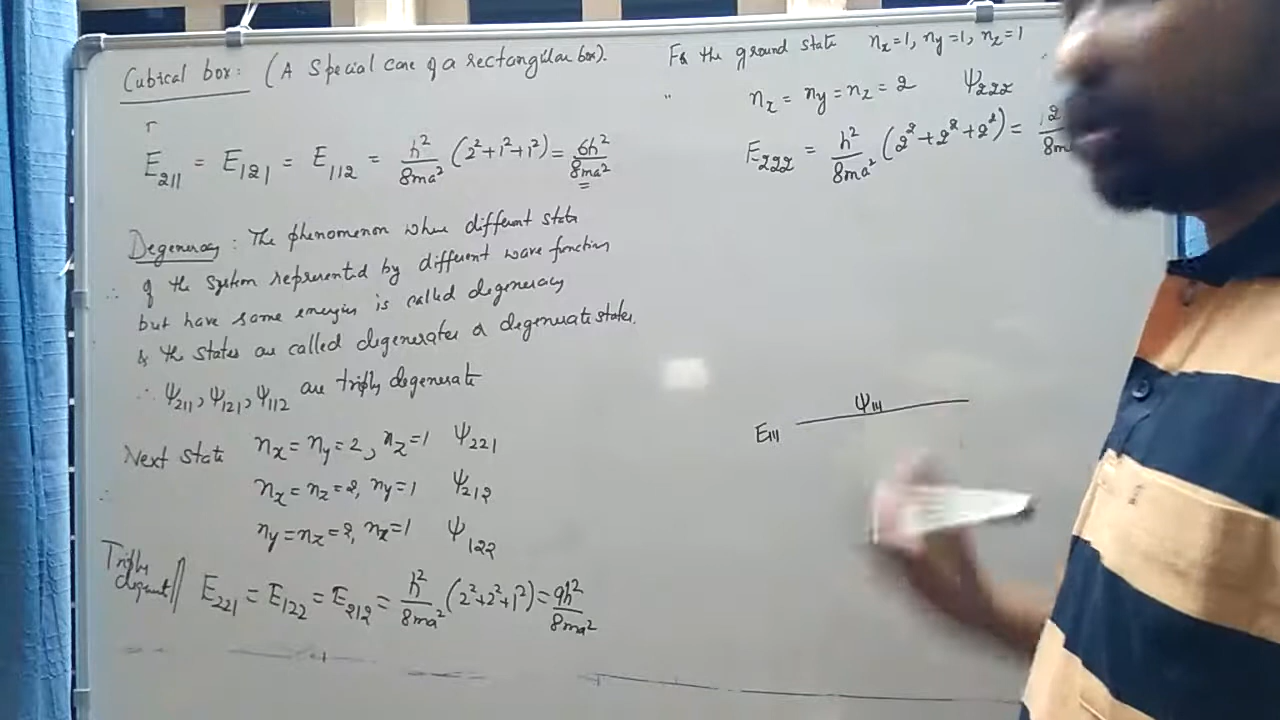 Cubical box: (A Special case of a rectangular box).
E₂₁₁ = E₁₂₁ = E₁₁₂ = h²/8ma² (2²+1²+1²) = 6h²/8ma²
Degeneracy: The phenomenon where different state
of the system represented by different wave function
but have same energies is called degeneracy
& the states are called degenerates or degenerate states.
∴ Ψ₂₁₁, Ψ₁₂₁, Ψ₁₁₂ are triply degenerate
Next state nx = ny = 2, nz = 1 Ψ₂₂₁
nx = nz = 2, ny = 1 Ψ₂₁₂
ny = nz = 2, nx = 1 Ψ₁₂₂
Triply
E₂₂₁ = E₁₂₂ = E₂₁₂ = h²/8ma² (2²+2²+1²) = 9h²/8ma²
For the ground state nx=1, ny=1, nz=1
" nx = ny = nz = 2 Ψ₂₂₂
E₂₂₂ = h²/8ma² (2²+2²+2²) =
Ψ₁₁₁
E₁₁₁